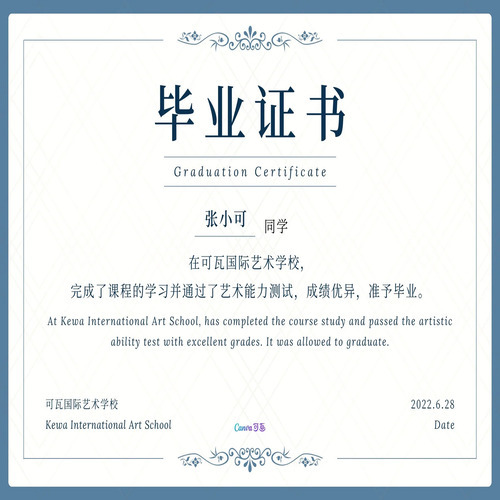 毕业证书
Graduation Certificate
张小可 同学
在可瓦国际艺术学校，
完成了课程的学习并通过了艺术能力测试，成绩优异，准予毕业。
At Kewa International Art School, has completed the course study and passed the artistic
ability test with excellent grades. It was allowed to graduate.
可瓦国际艺术学校 2022.6.28
Kewa International Art School Canva可画 Date